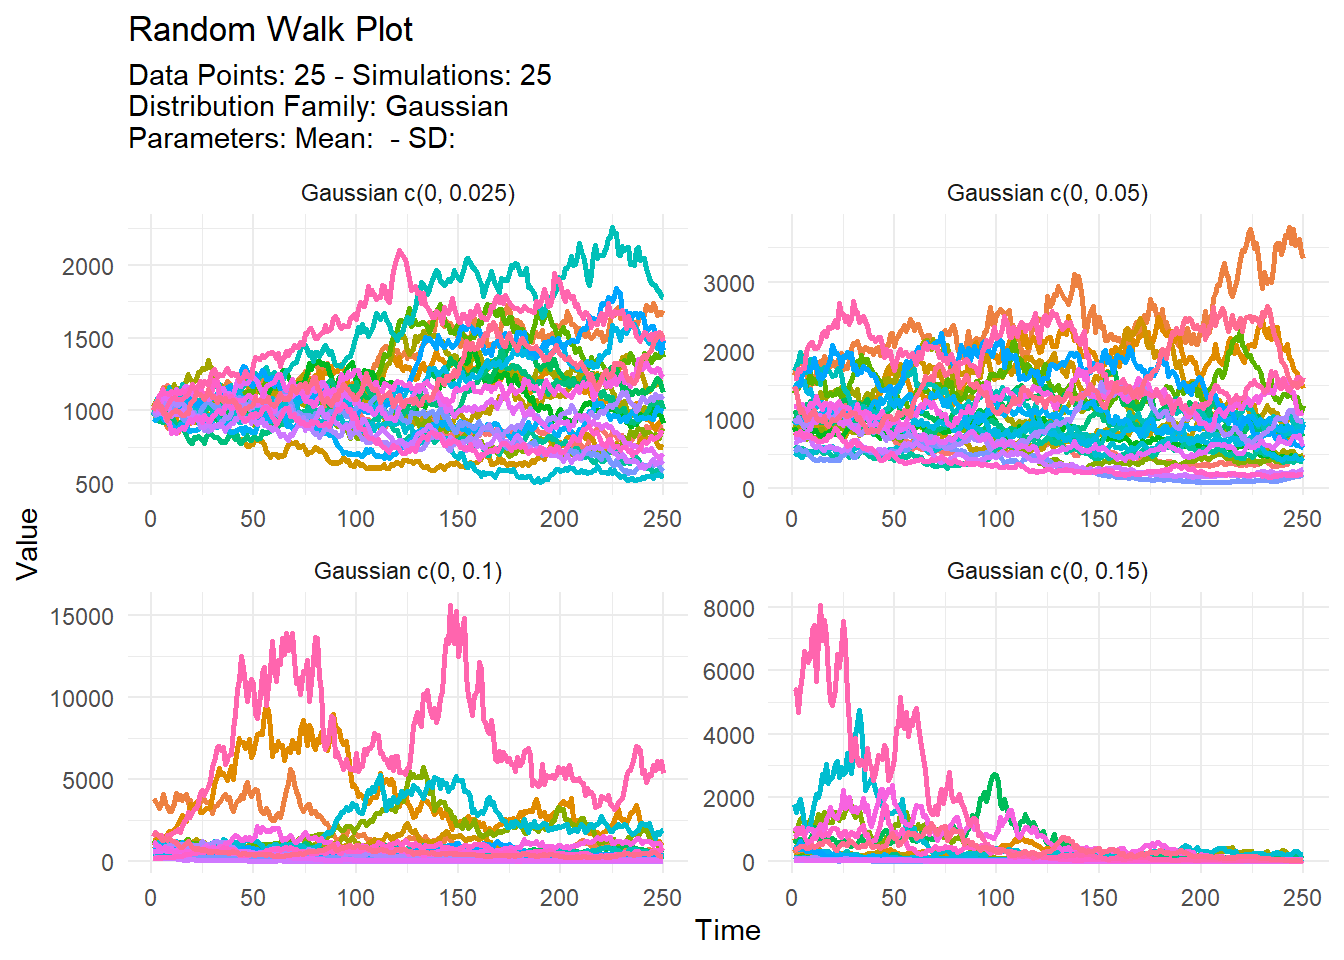 Random Walk Plot
Data Points: 25 - Simulations: 25
Distribution Family: Gaussian
Parameters: Mean:  - SD:
Gaussian c(0, 0.025)
2000
1500
1000
500
0 50 100 150 200 250
Gaussian c(0, 0.05)
3000
2000
1000
0
0 50 100 150 200 250
Value
Gaussian c(0, 0.1)
15000
10000
5000
0
0 50 100 150 200 250
Gaussian c(0, 0.15)
8000
6000
4000
2000
0
0 50 100 150 200 250
Time